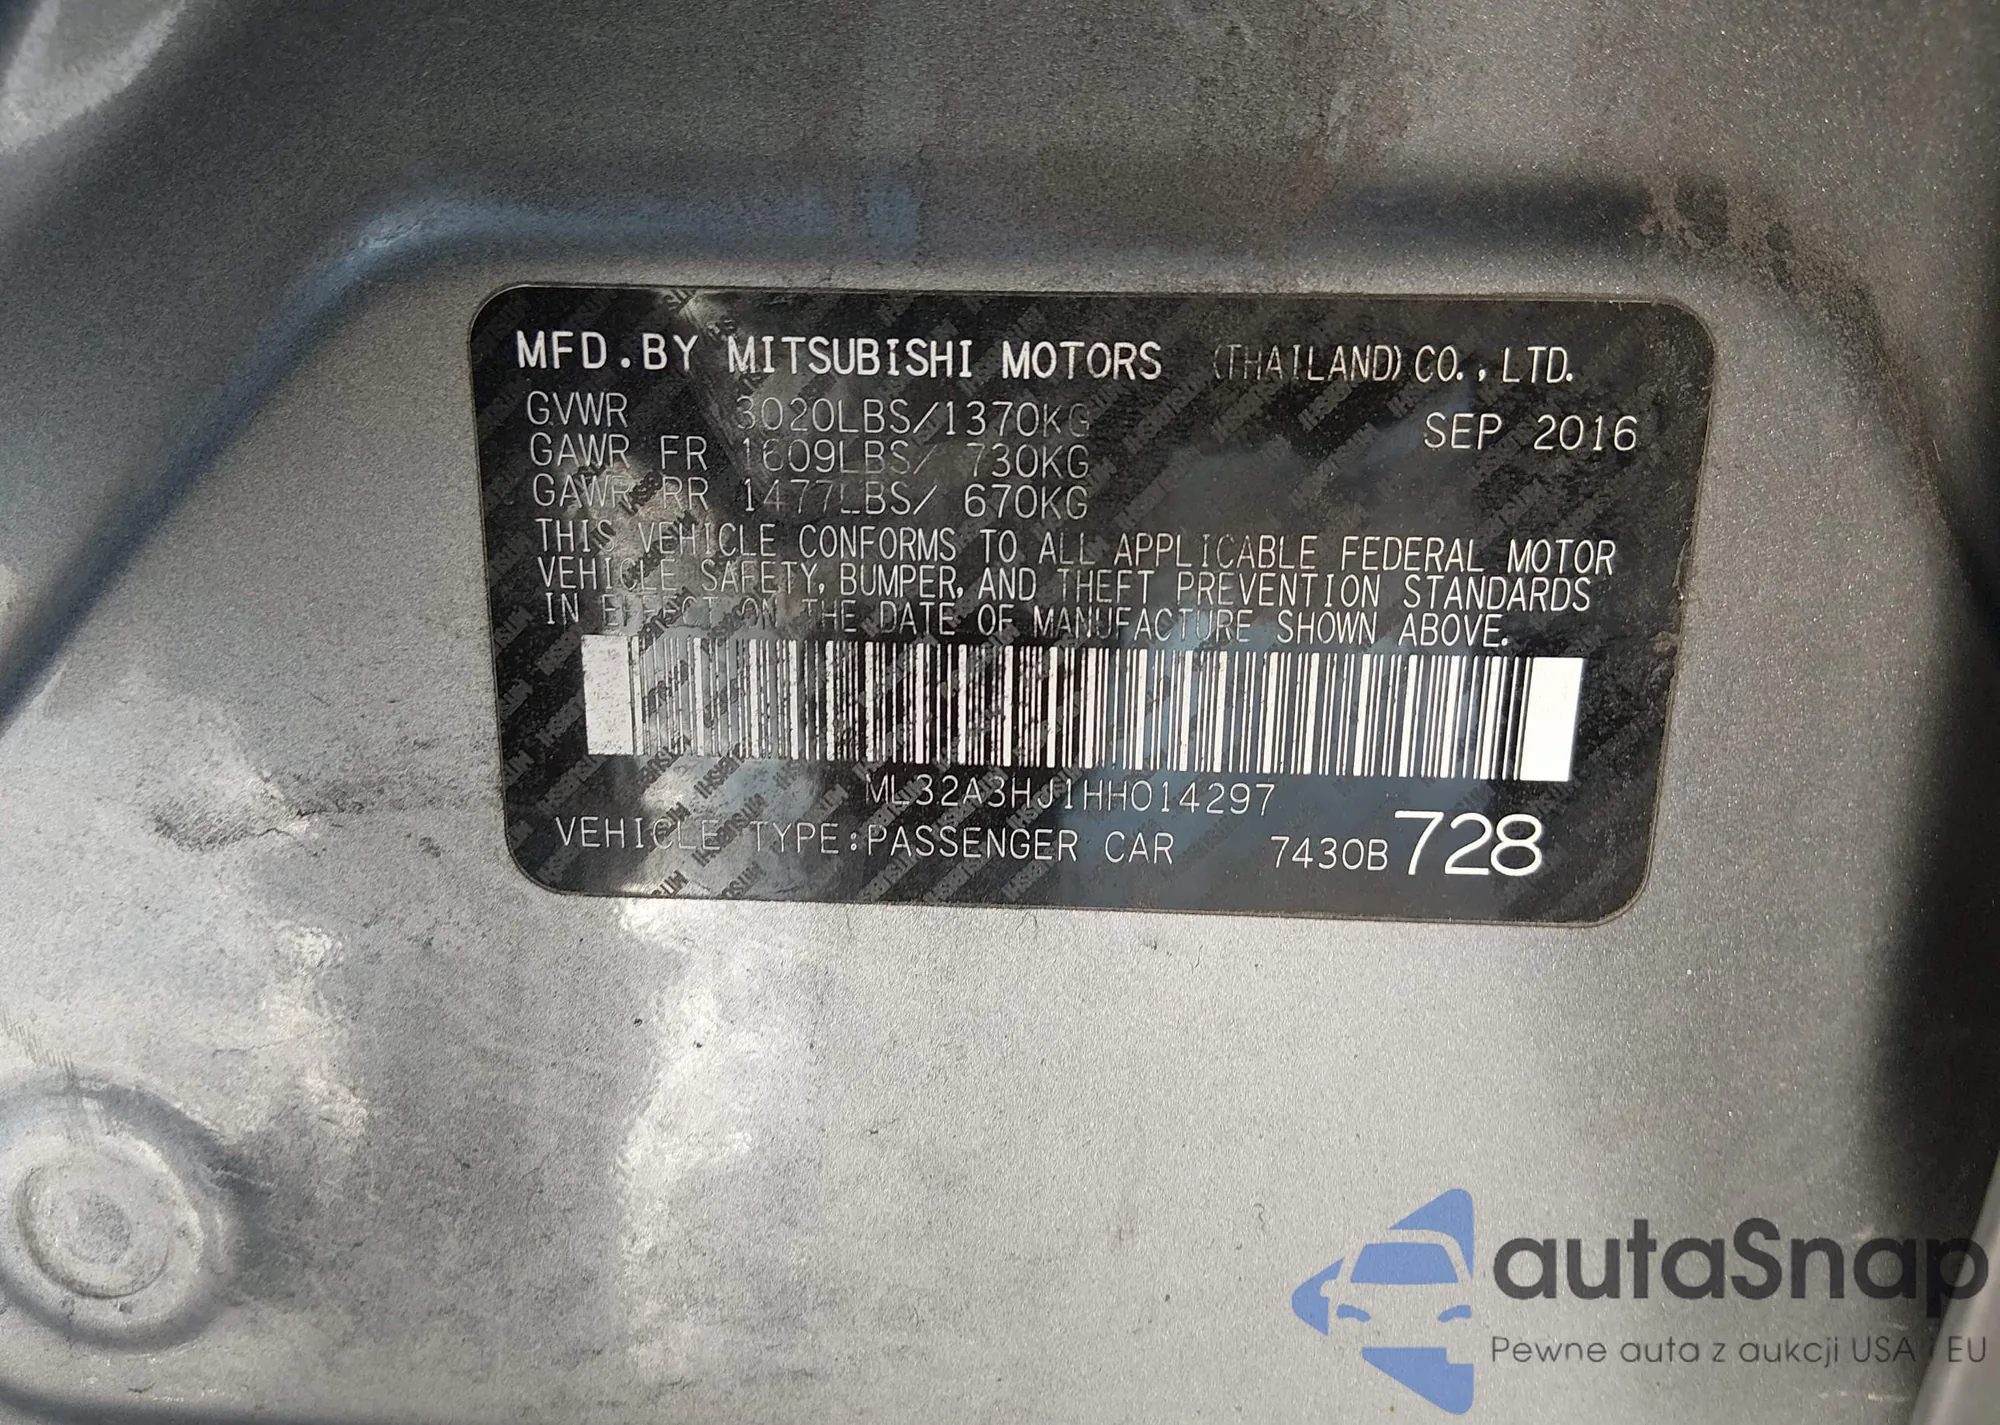 MFD.BY MITSUBISHI MOTORS (THAILAND) CO., LTD.
GVWR 3020LBS/1370KG SEP 2016
GAWR FR 1609LBS/ 730KG
GAWR RR 1477LBS/ 670KG
THIS VEHICLE CONFORMS TO ALL APPLICABLE FEDERAL MOTOR
VEHICLE SAFETY, BUMPER, AND THEFT PREVENTION STANDARDS
IN EFFECT ON THE DATE OF MANUFACTURE SHOWN ABOVE.
ML32A3HJ1HH014297
VEHICLE TYPE:PASSENGER CAR 7430B 728
autaSnap
Pewne auta z aukcji USA i EU